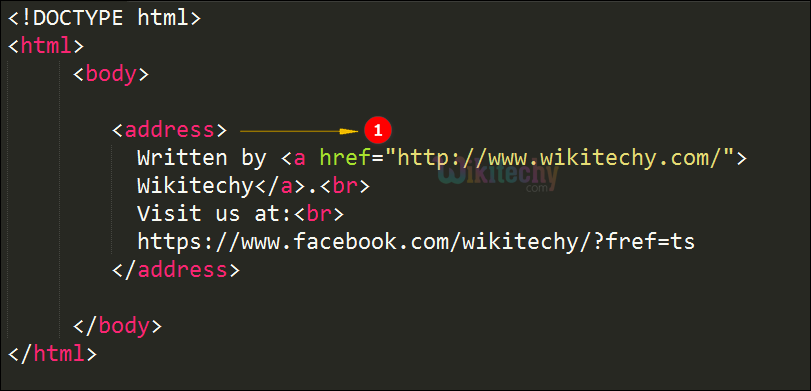 <!DOCTYPE html>
<html>
<body>
<address> 1
Written by <a href="http://www.wikitechy.com/">
Wikitechy
.com
Wikitechy</a>.<br>
Visit us at:<br>
https://www.facebook.com/wikitechy/?fref=ts
</address>
</body>
</html>